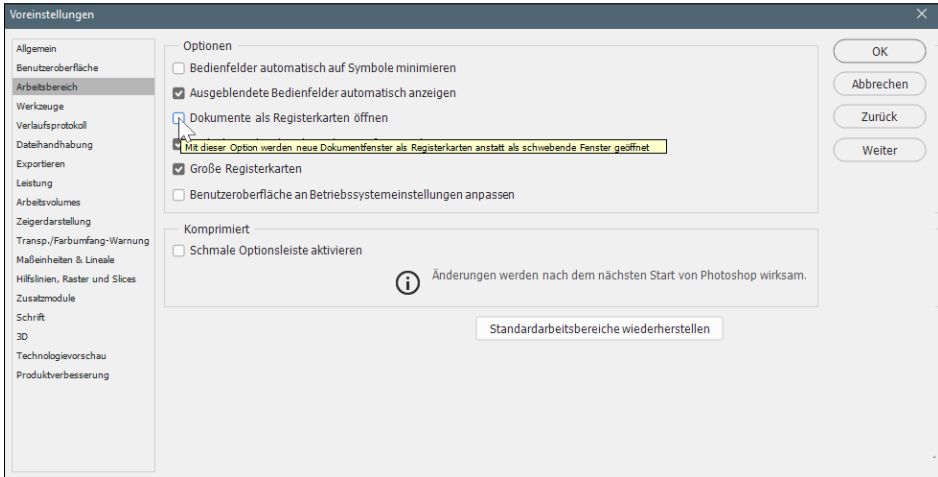 Voreinstellungen
Allgemein
Benutzeroberfläche
Arbeitsbereich
Werkzeuge
Verlaufsprotokoll
Dateihandhabung
Exportieren
Leistung
Arbeitsvolumes
Zeigerdarstellung
Transp./Farbumfang-Warnung
Maßeinheiten & Lineale
Hilfslinien, Raster und Slices
Zusatzmodule
Schrift
3D
Technologievorschau
Produktverbesserung
Optionen
Bedienfelder automatisch auf Symbole minimieren
Ausgeblendete Bedienfelder automatisch anzeigen
Dokumente als Registerkarten öffnen
Mit dieser Option werden neue Dokumentfenster als Registerkarten anstatt als schwebende Fenster geöffnet
Große Registerkarten
Benutzeroberfläche an Betriebssystemeinstellungen anpassen
Komprimiert
Schmale Optionsleiste aktivieren
Änderungen werden nach dem nächsten Start von Photoshop wirksam.
Standardarbeitsbereiche wiederherstellen
OK
Abbrechen
Zurück
Weiter